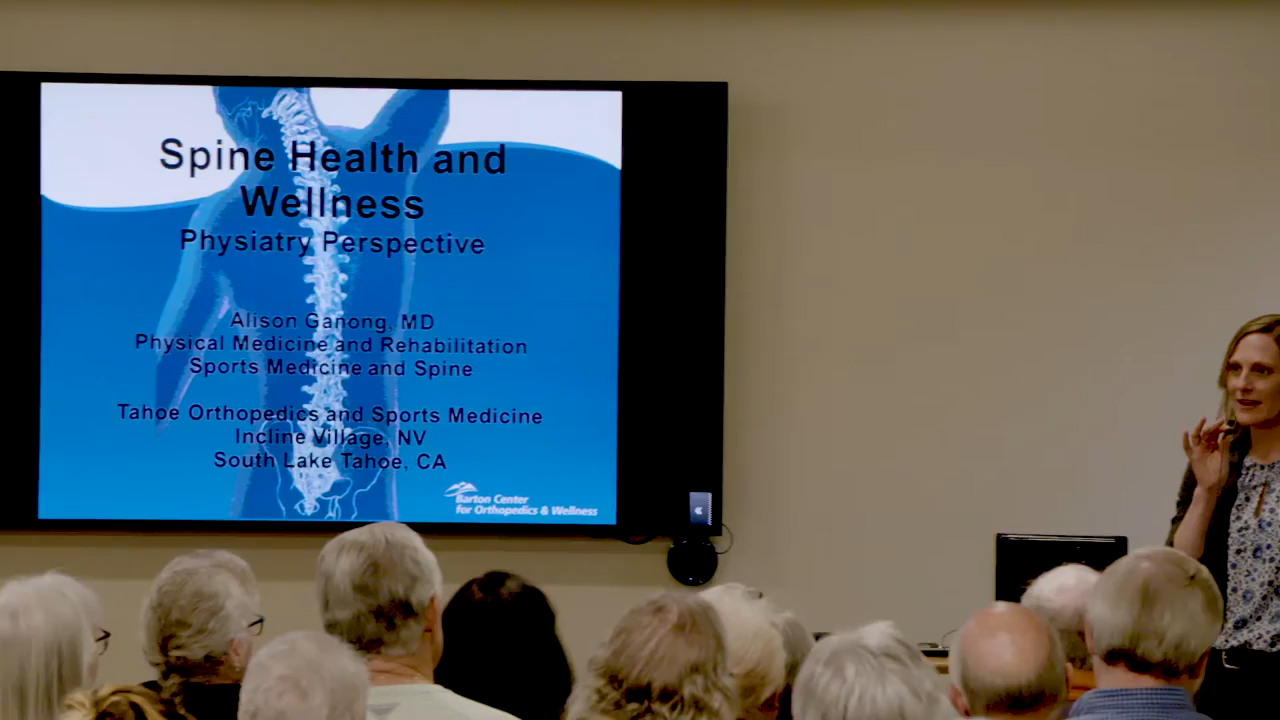 Spine Health and
Wellness
Physiatry Perspective
Alison Ganong, MD
Physical Medicine and Rehabilitation
Sports Medicine and Spine
Tahoe Orthopedics and Sports Medicine
Incline Village, NV
South Lake Tahoe, CA
Barton Center
for Orthopedics & Wellness